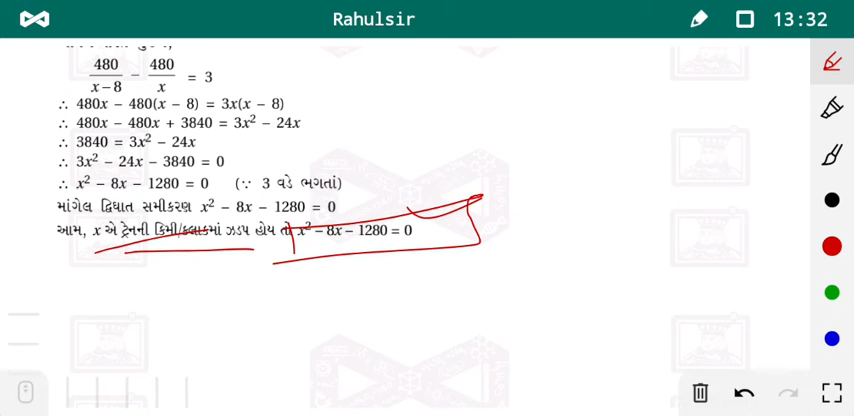 Rahulsir
13:32
480/(x – 8) – 480/x = 3
∴ 480x – 480(x – 8) = 3x(x – 8)
∴ 480x – 480x + 3840 = 3x² – 24x
∴ 3840 = 3x² – 24x
∴ 3x² – 24x – 3840 = 0
∴ x² – 8x – 1280 = 0 (∵ 3 વડે ભગતાં)
માંગેલ દ્વિઘાત સમીકરણ x² – 8x – 1280 = 0
આમ, x એ ટ્રેનની કિમી/કલાકમાં ઝડપ હોય તો x² – 8x – 1280 = 0